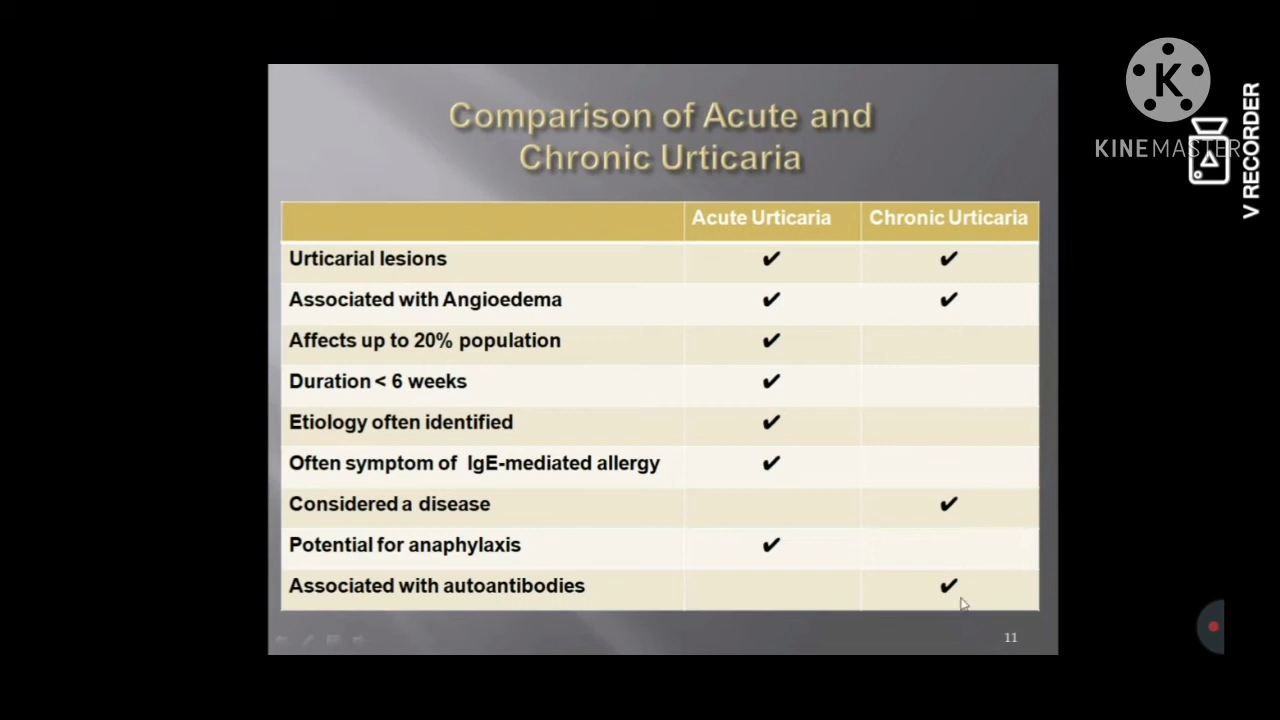 Comparison of Acute and
Chronic Urticaria
Acute Urticaria Chronic Urticaria
Urticarial lesions ✔ ✔
Associated with Angioedema ✔ ✔
Affects up to 20% population ✔
Duration < 6 weeks ✔
Etiology often identified ✔
Often symptom of IgE-mediated allergy ✔
Considered a disease ✔
Potential for anaphylaxis ✔
Associated with autoantibodies ✔
11
K
KINEMASTER
V RECORDER